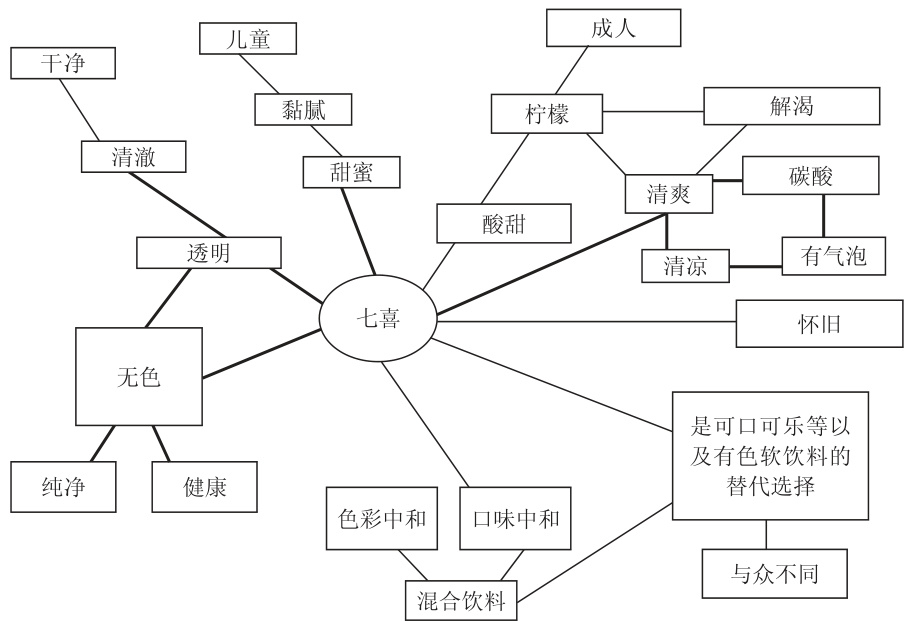 成人
儿童
干净
黏腻
柠檬
解渴
清澈
甜蜜
碳酸
清爽
酸甜
透明
有气泡
清凉
七喜
怀旧
无色
是可口可乐等以
及有色软饮料的
替代选择
纯净
健康
色彩中和
口味中和
与众不同
混合饮料